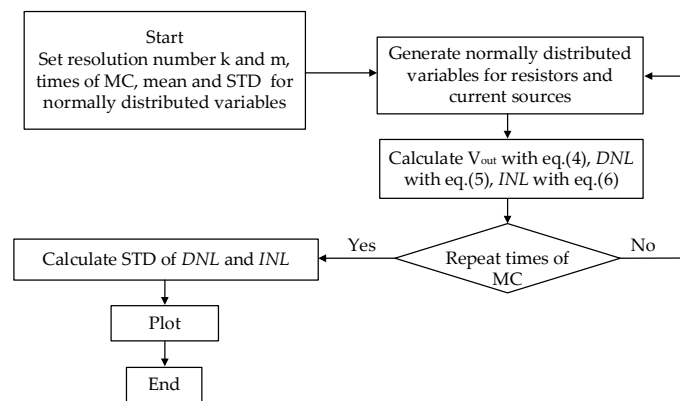 Start
Set resolution number k and m,
times of MC, mean and STD for
normally distributed variables
Generate normally distributed
variables for resistors and
current sources
Calculate Vout with eq.(4), DNL
with eq.(5), INL with eq.(6)
Repeat times of
MC
Yes
No
Calculate STD of DNL and INL
Plot
End